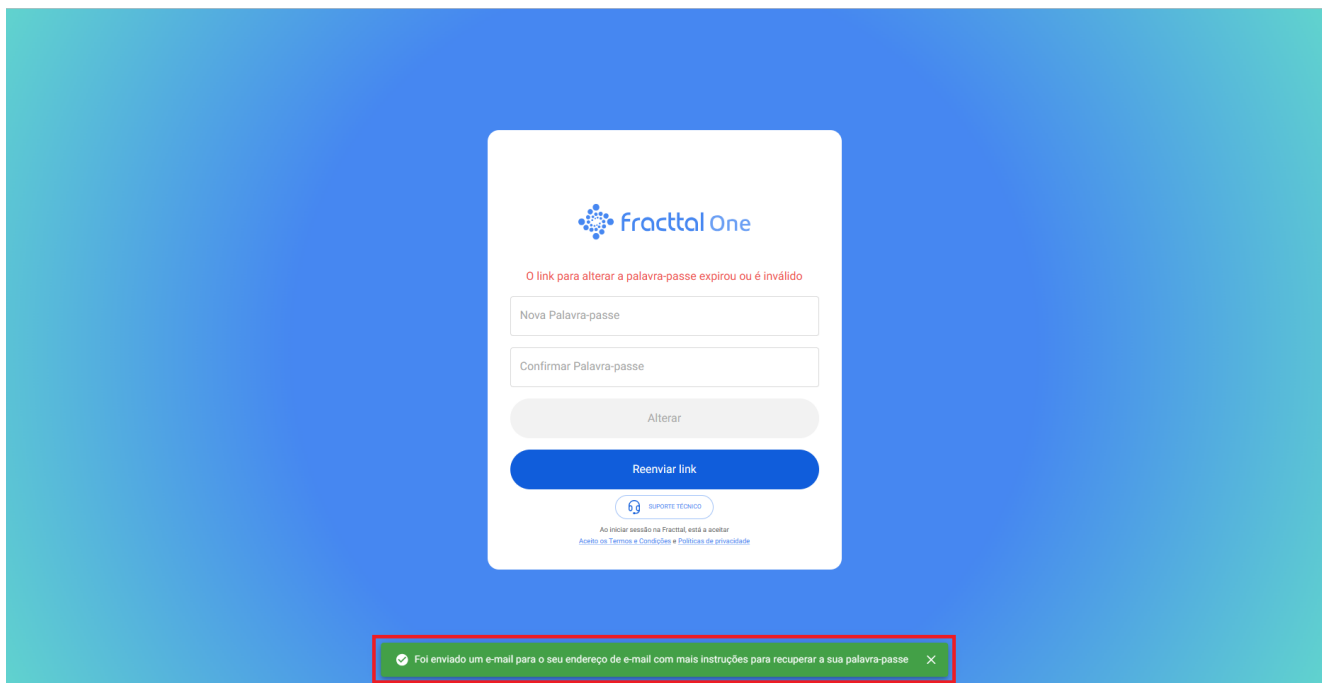 fracttal One
O link para alterar a palavra-passe expirou ou é inválido
Nova Palavra-passe
Confirmar Palavra-passe
Alterar
Reenviar link
SUPORTE TÉCNICO
Ao iniciar sessão na Fracttal, está a aceitar
Aceito os Termos e Condições e Políticas de privacidade
Foi enviado um e-mail para o seu endereço de e-mail com mais instruções para recuperar a sua palavra-passe